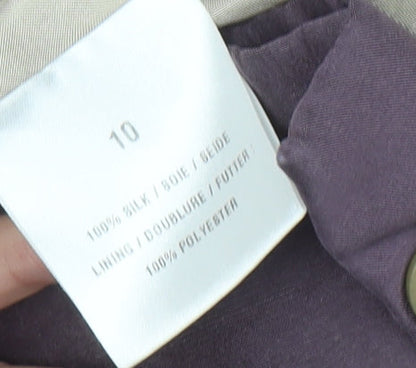 10
100% SILK / SOIE / SEIDE
LINING / DOUBLURE / FUTTER:
100% POLYESTER